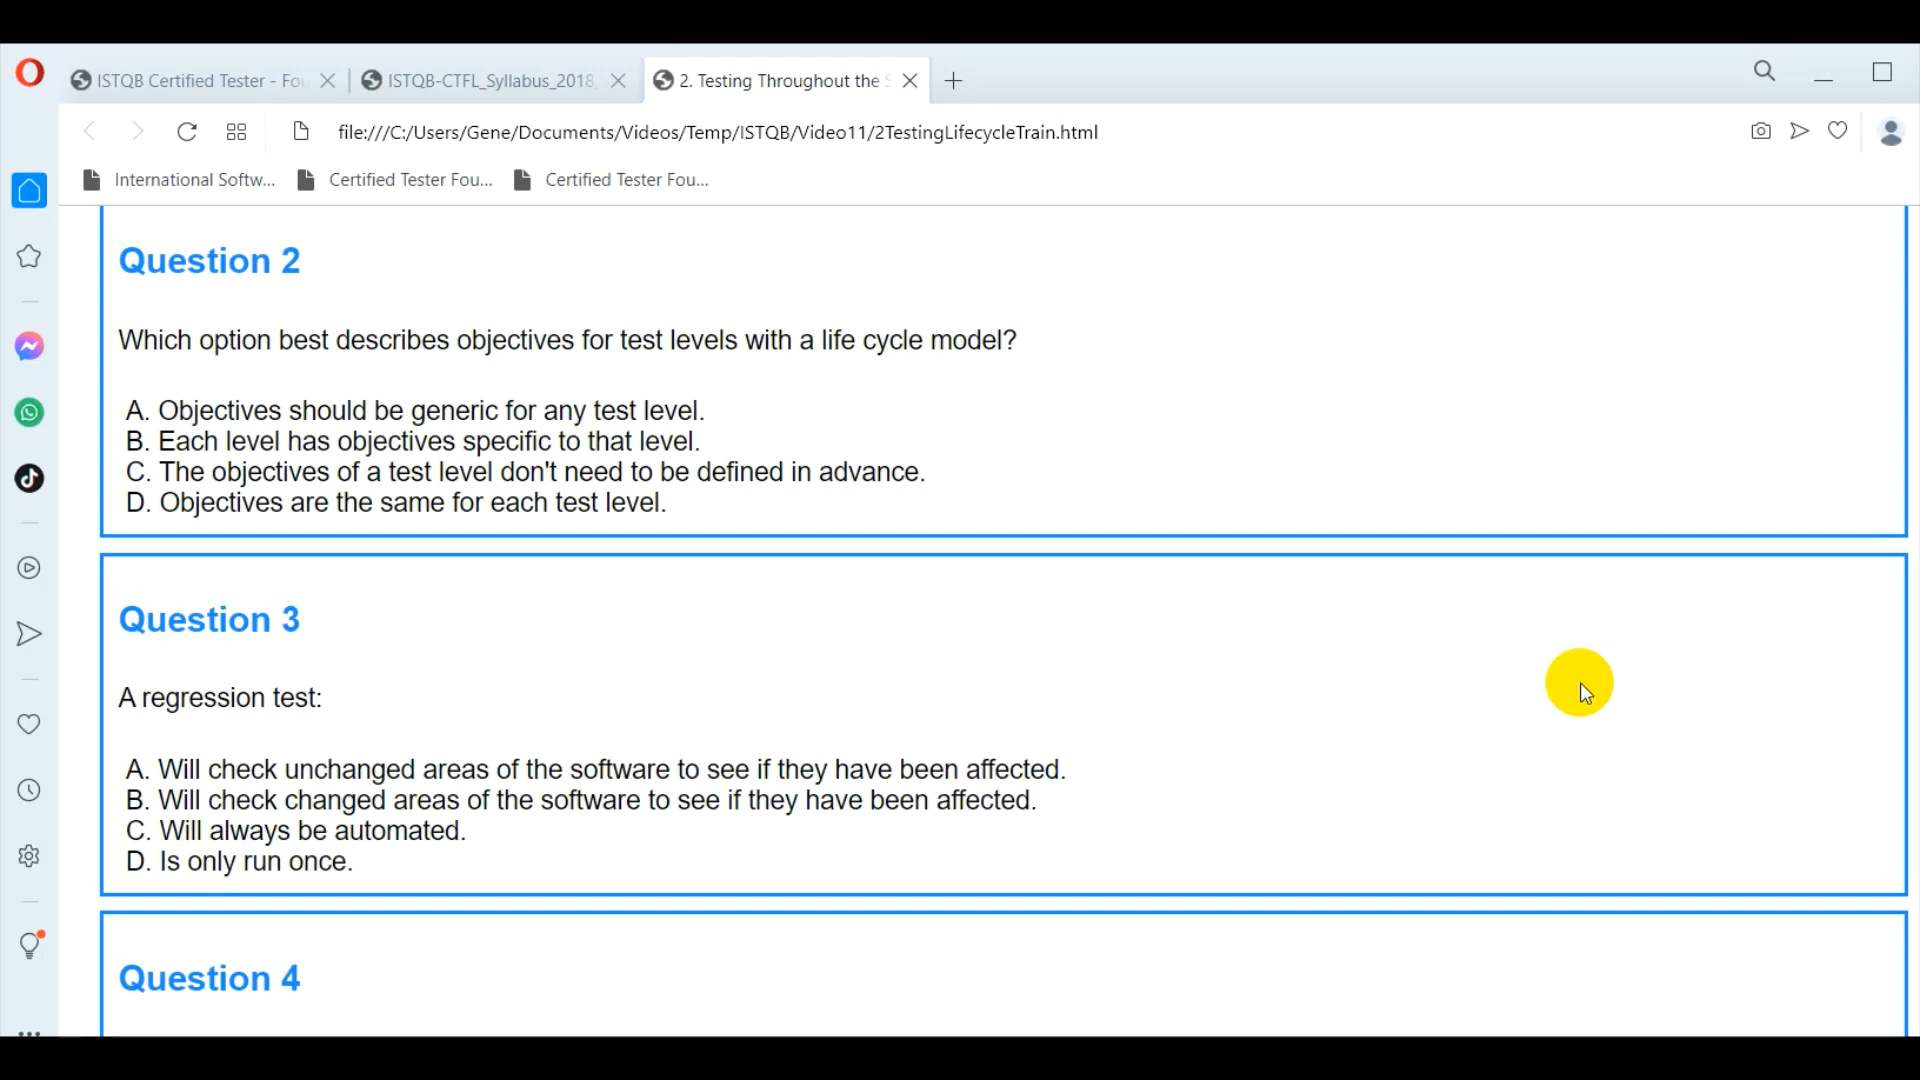 ISTQB Certified Tester - Fou
ISTQB-CTFL_Syllabus_2018
2. Testing Throughout the S
file:///C:/Users/Gene/Documents/Videos/Temp/ISTQB/Video11/2TestingLifecycleTrain.html
International Softw...
Certified Tester Fou...
Certified Tester Fou...
Question 2
Which option best describes objectives for test levels with a life cycle model?
A. Objectives should be generic for any test level.
B. Each level has objectives specific to that level.
C. The objectives of a test level don't need to be defined in advance.
D. Objectives are the same for each test level.
Question 3
A regression test:
A. Will check unchanged areas of the software to see if they have been affected.
B. Will check changed areas of the software to see if they have been affected.
C. Will always be automated.
D. Is only run once.
Question 4